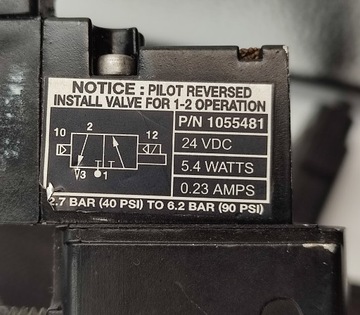 NOTICE : PILOT REVERSED
INSTALL VALVE FOR 1-2 OPERATION
P/N 1055481
10 2 12
24 VDC
5.4 WATTS
3 1
0.23 AMPS
2.7 BAR (40 PSI) TO 6.2 BAR (90 PSI)